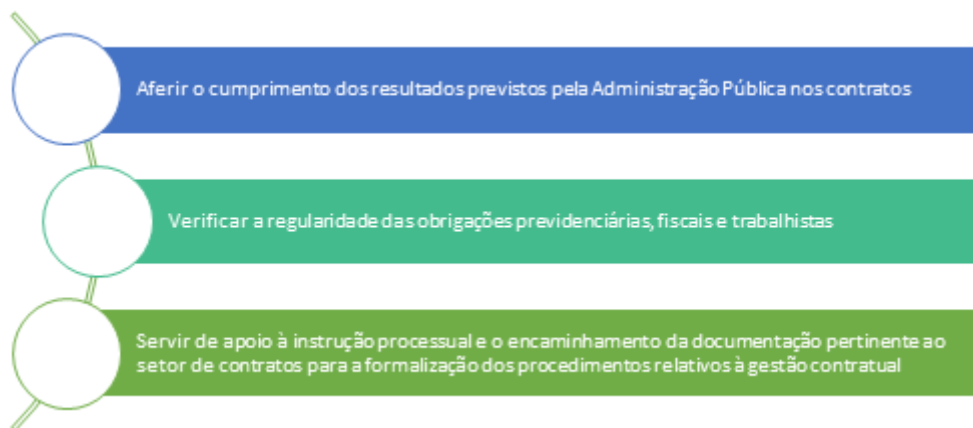 Aferir o cumprimento dos resultados previstos pela Administração Pública nos contratos
Verificar a regularidade das obrigações previdenciárias, fiscais e trabalhistas
Servir de apoio à instrução processual e o encaminhamento da documentação pertinente ao
setor de contratos para a formalização dos procedimentos relativos à gestão contratual